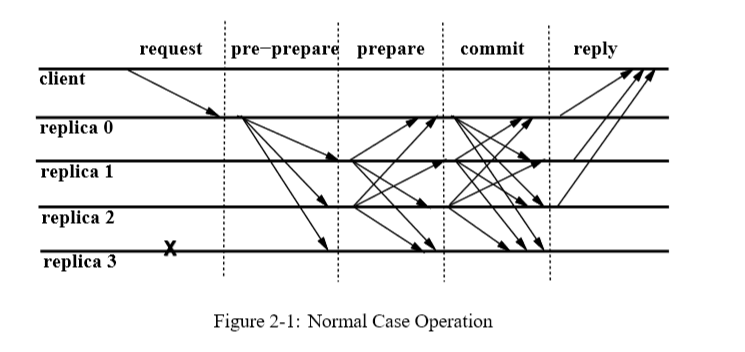 request pre-prepare prepare commit reply
client
replica 0
replica 1
replica 2
X
replica 3
Figure 2-1: Normal Case Operation